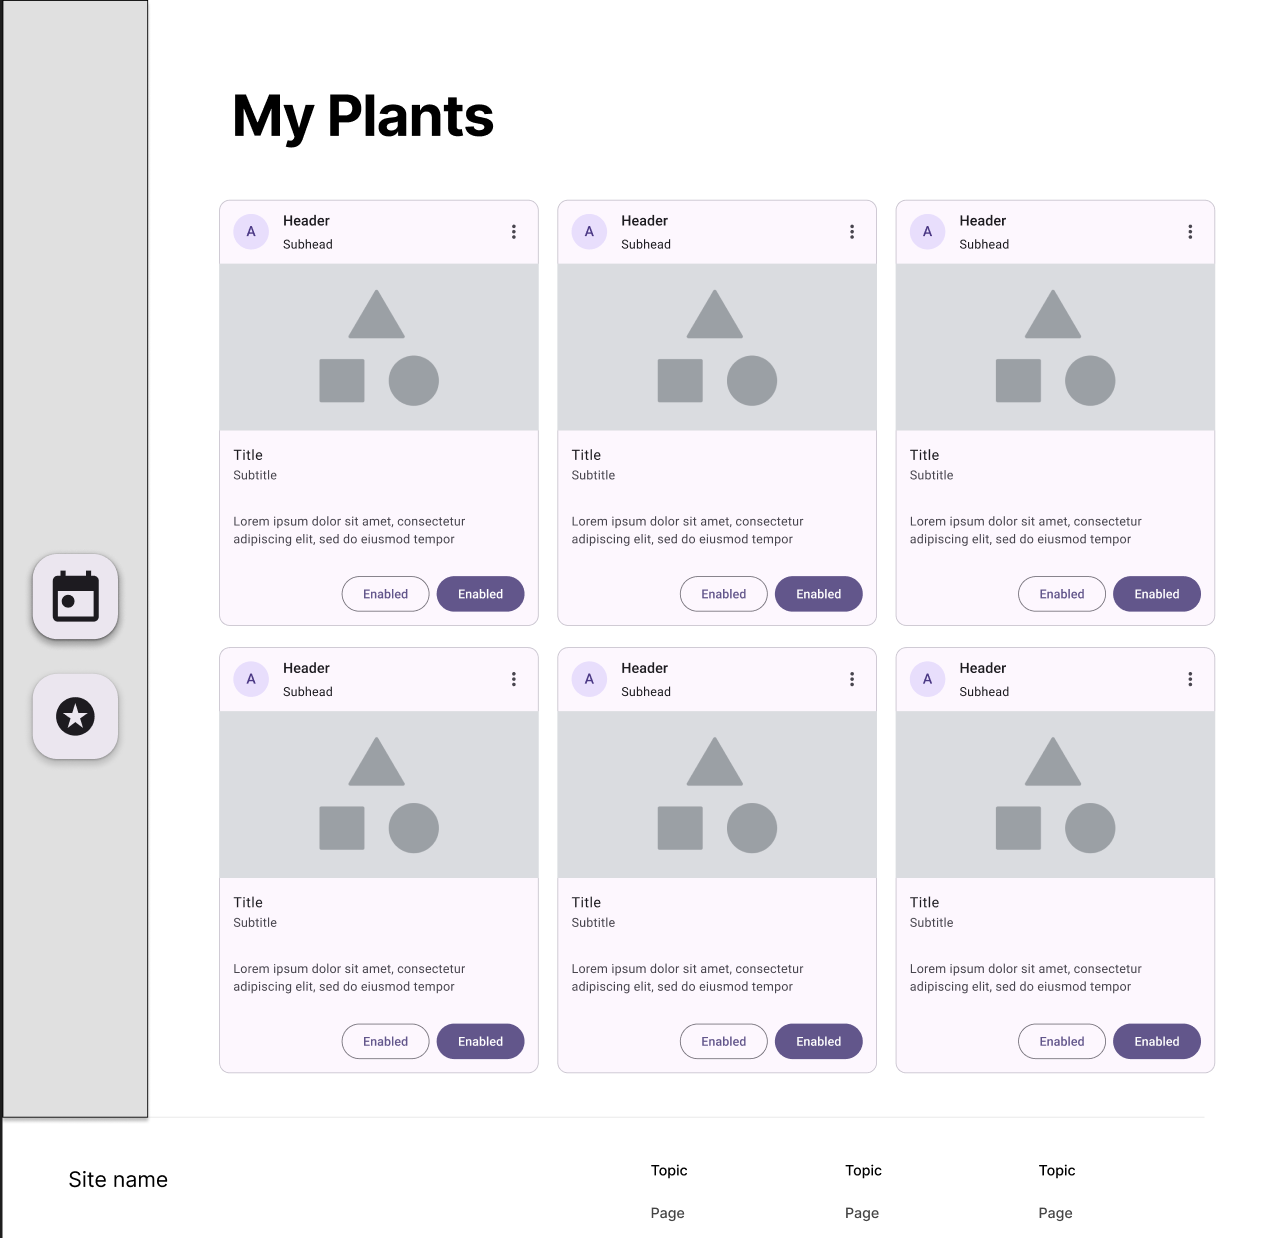 My Plants
A
Header
Subhead
Title
Subtitle
Lorem ipsum dolor sit amet, consectetur
adipiscing elit, sed do eiusmod tempor
Enabled
Enabled
A
Header
Subhead
Title
Subtitle
Lorem ipsum dolor sit amet, consectetur
adipiscing elit, sed do eiusmod tempor
Enabled
Enabled
A
Header
Subhead
Title
Subtitle
Lorem ipsum dolor sit amet, consectetur
adipiscing elit, sed do eiusmod tempor
Enabled
Enabled
A
Header
Subhead
Title
Subtitle
Lorem ipsum dolor sit amet, consectetur
adipiscing elit, sed do eiusmod tempor
Enabled
Enabled
A
Header
Subhead
Title
Subtitle
Lorem ipsum dolor sit amet, consectetur
adipiscing elit, sed do eiusmod tempor
Enabled
Enabled
A
Header
Subhead
Title
Subtitle
Lorem ipsum dolor sit amet, consectetur
adipiscing elit, sed do eiusmod tempor
Enabled
Enabled
Site name
Topic
Page
Topic
Page
Topic
Page